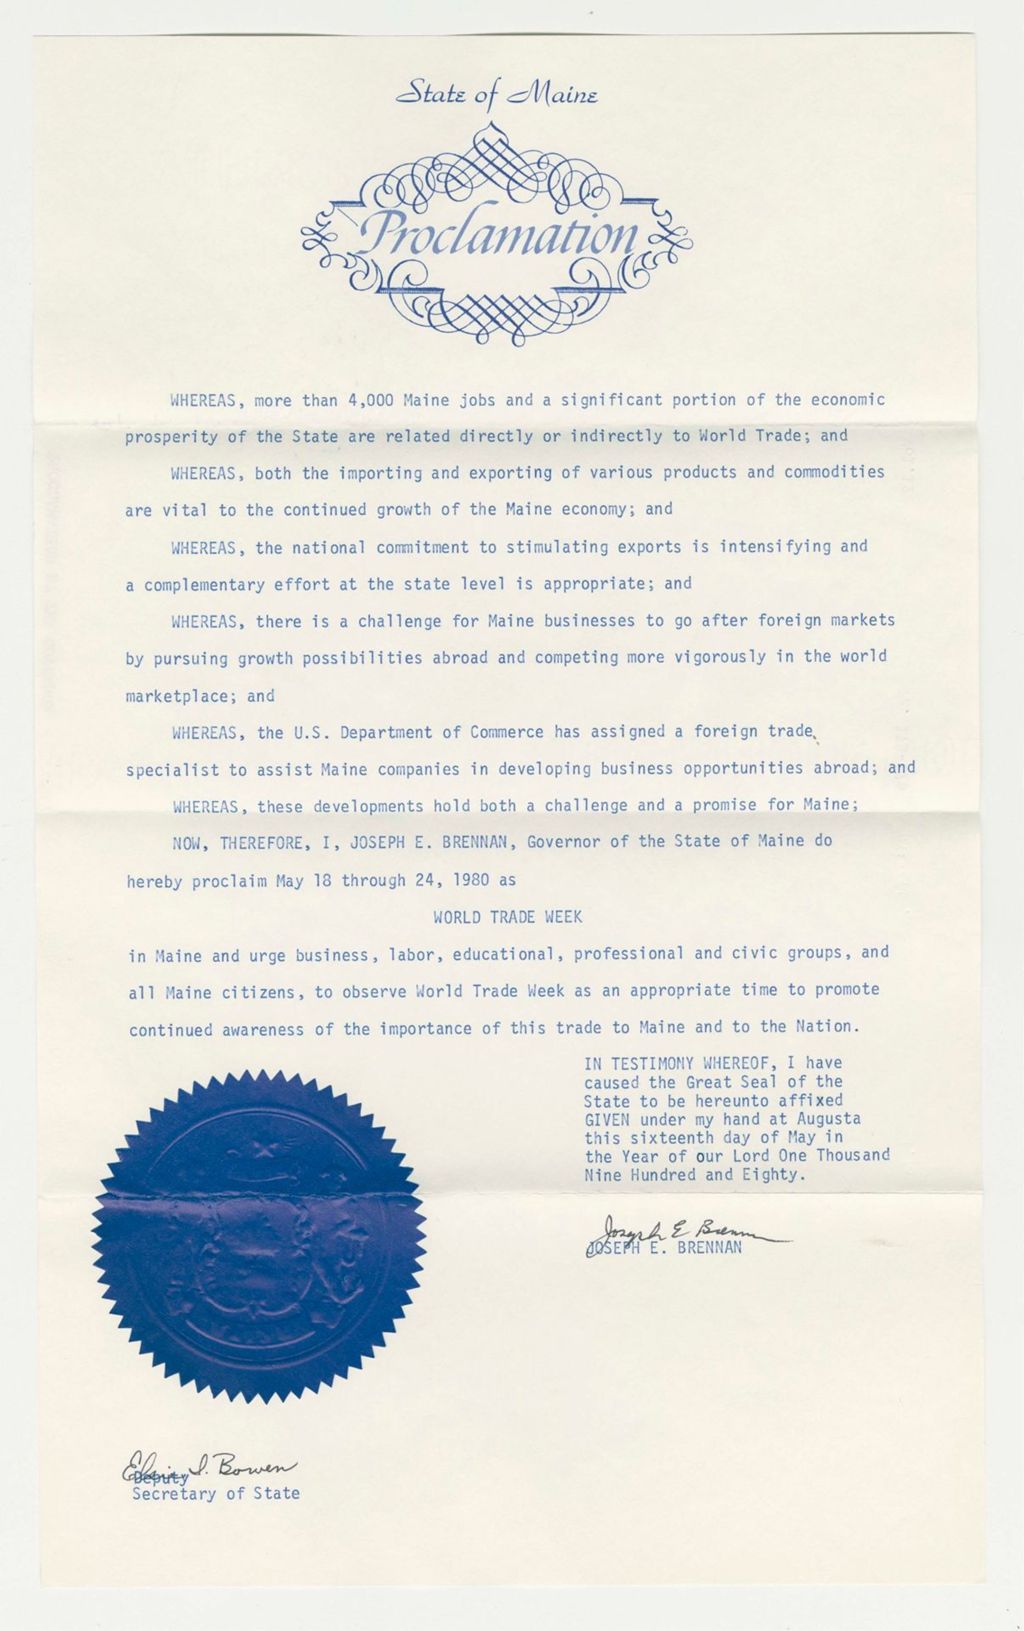 State of Maine
Proclamation
WHEREAS, more than 4,000 Maine jobs and a significant portion of the economic
prosperity of the State are related directly or indirectly to World Trade; and
WHEREAS, both the importing and exporting of various products and commodities
are vital to the continued growth of the Maine economy; and
WHEREAS, the national commitment to stimulating exports is intensifying and
a complementary effort at the state level is appropriate; and
WHEREAS, there is a challenge for Maine businesses to go after foreign markets
by pursuing growth possibilities abroad and competing more vigorously in the world
marketplace; and
WHEREAS, the U.S. Department of Commerce has assigned a foreign trade
specialist to assist Maine companies in developing business opportunities abroad; and
WHEREAS, these developments hold both a challenge and a promise for Maine;
NOW, THEREFORE, I, JOSEPH E. BRENNAN, Governor of the State of Maine do
hereby proclaim May 18 through 24, 1980 as
WORLD TRADE WEEK
in Maine and urge business, labor, educational, professional and civic groups, and
all Maine citizens, to observe World Trade Week as an appropriate time to promote
continued awareness of the importance of this trade to Maine and to the Nation.
IN TESTIMONY WHEREOF, I have
caused the Great Seal of the
State to be hereunto affixed
GIVEN under my hand at Augusta
this sixteenth day of May in
the Year of our Lord One Thousand
Nine Hundred and Eighty.
Joseph E Brennan
JOSEPH E. BRENNAN
MAINE
Elsie I. Bowen
Deputy
Secretary of State